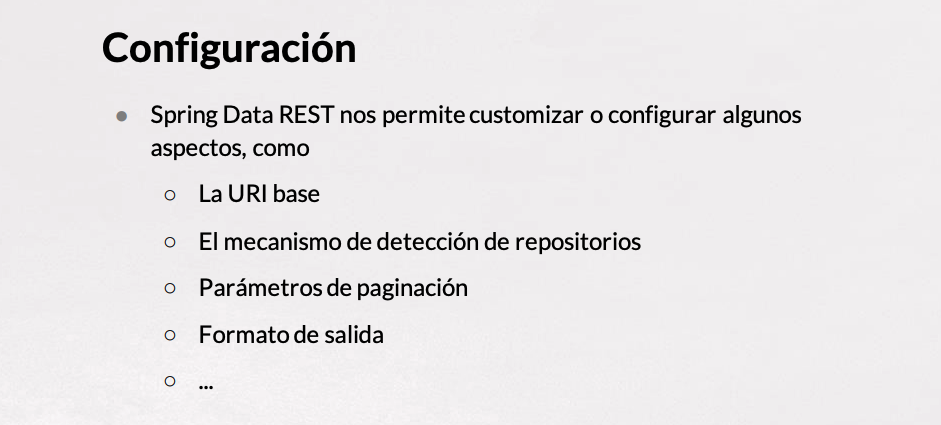 Configuración
Spring Data REST nos permite customizar o configurar algunos
aspectos, como
La URI base
El mecanismo de detección de repositorios
Parámetros de paginación
Formato de salida
...